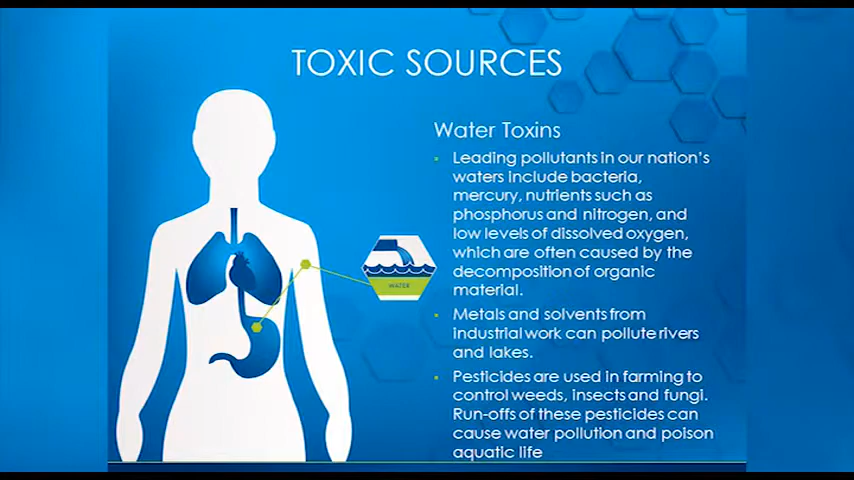 TOXIC SOURCES
Water Toxins
Leading pollutants in our nation's
waters include bacteria,
mercury, nutrients such as
phosphorus and nitrogen, and
low levels of dissolved oxygen,
which are often caused by the
decomposition of organic
material.
WATER
Metals and solvents from
industrial work can pollute rivers
and lakes.
Pesticides are used in farming to
control weeds, insects and fungi.
Run-offs of these pesticides can
cause water pollution and poison
aquatic life